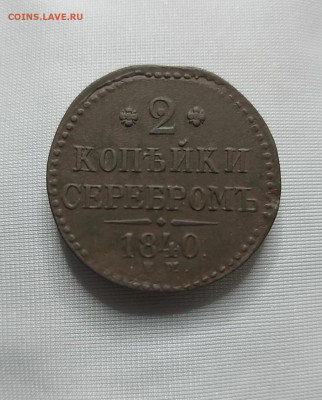 COINS.LAVE.RU
2
КОПѢЙКИ
СЕРЕБРОМЪ
1840.